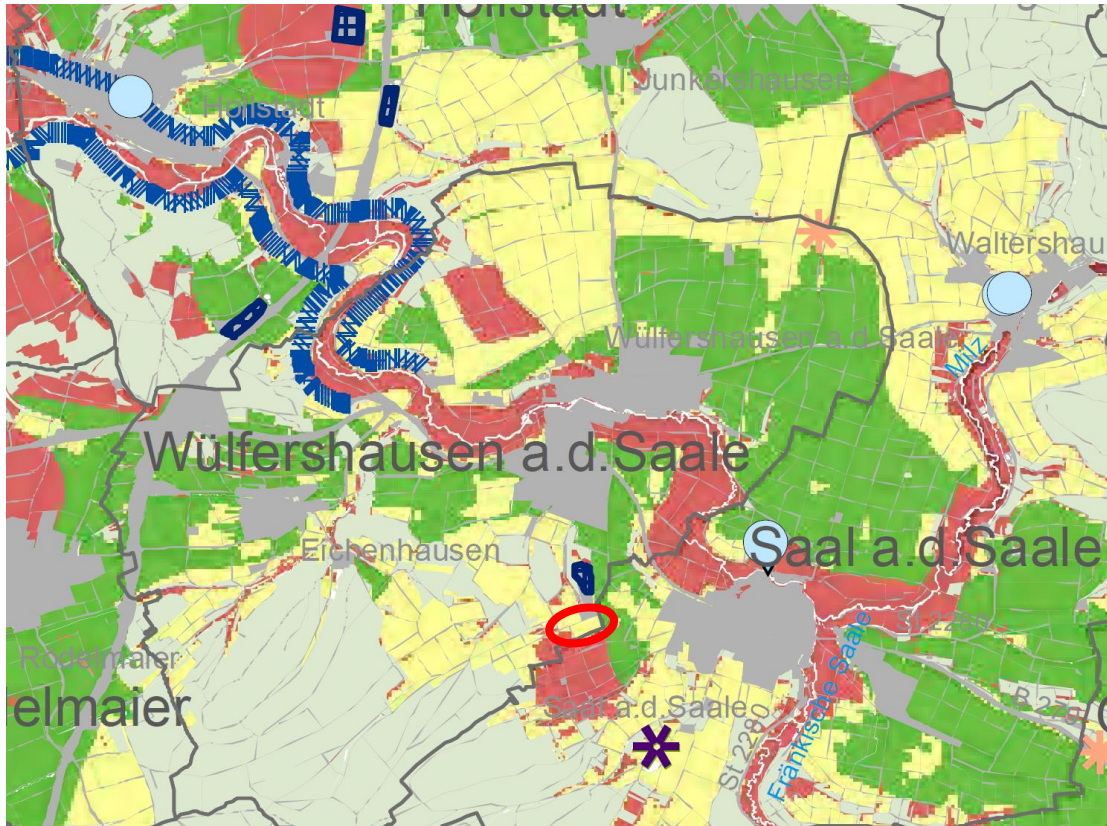 Hollstadt
Junkershausen
Hollstadt
Waltershau
Wülfershausen a.d.Saale
Milz
Wülfershausen a.d.Saale
Saal a.d.Saale
Eichenhausen
St 2280
Rödelmaier
elmaier
Saal a.d.Saale
St 2280
Fränkische Saale